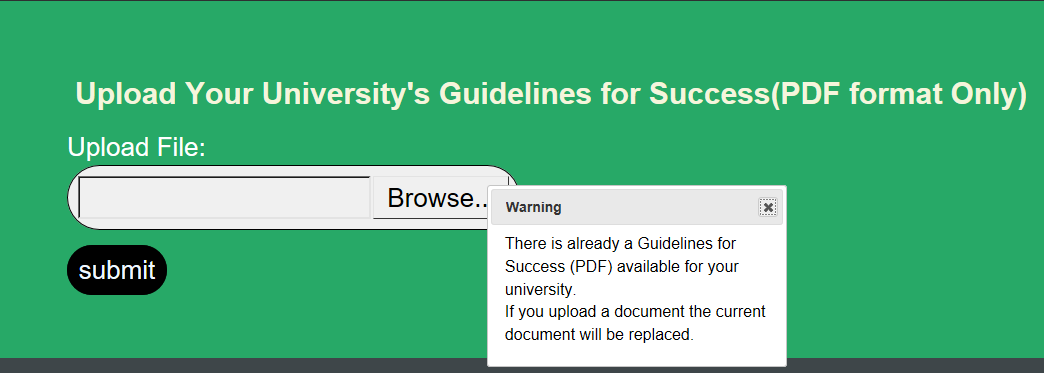 Upload Your University's Guidelines for Success(PDF format Only)
Upload File:
Browse..
submit
Warning
There is already a Guidelines for
Success (PDF) available for your
university.
If you upload a document the current
document will be replaced.